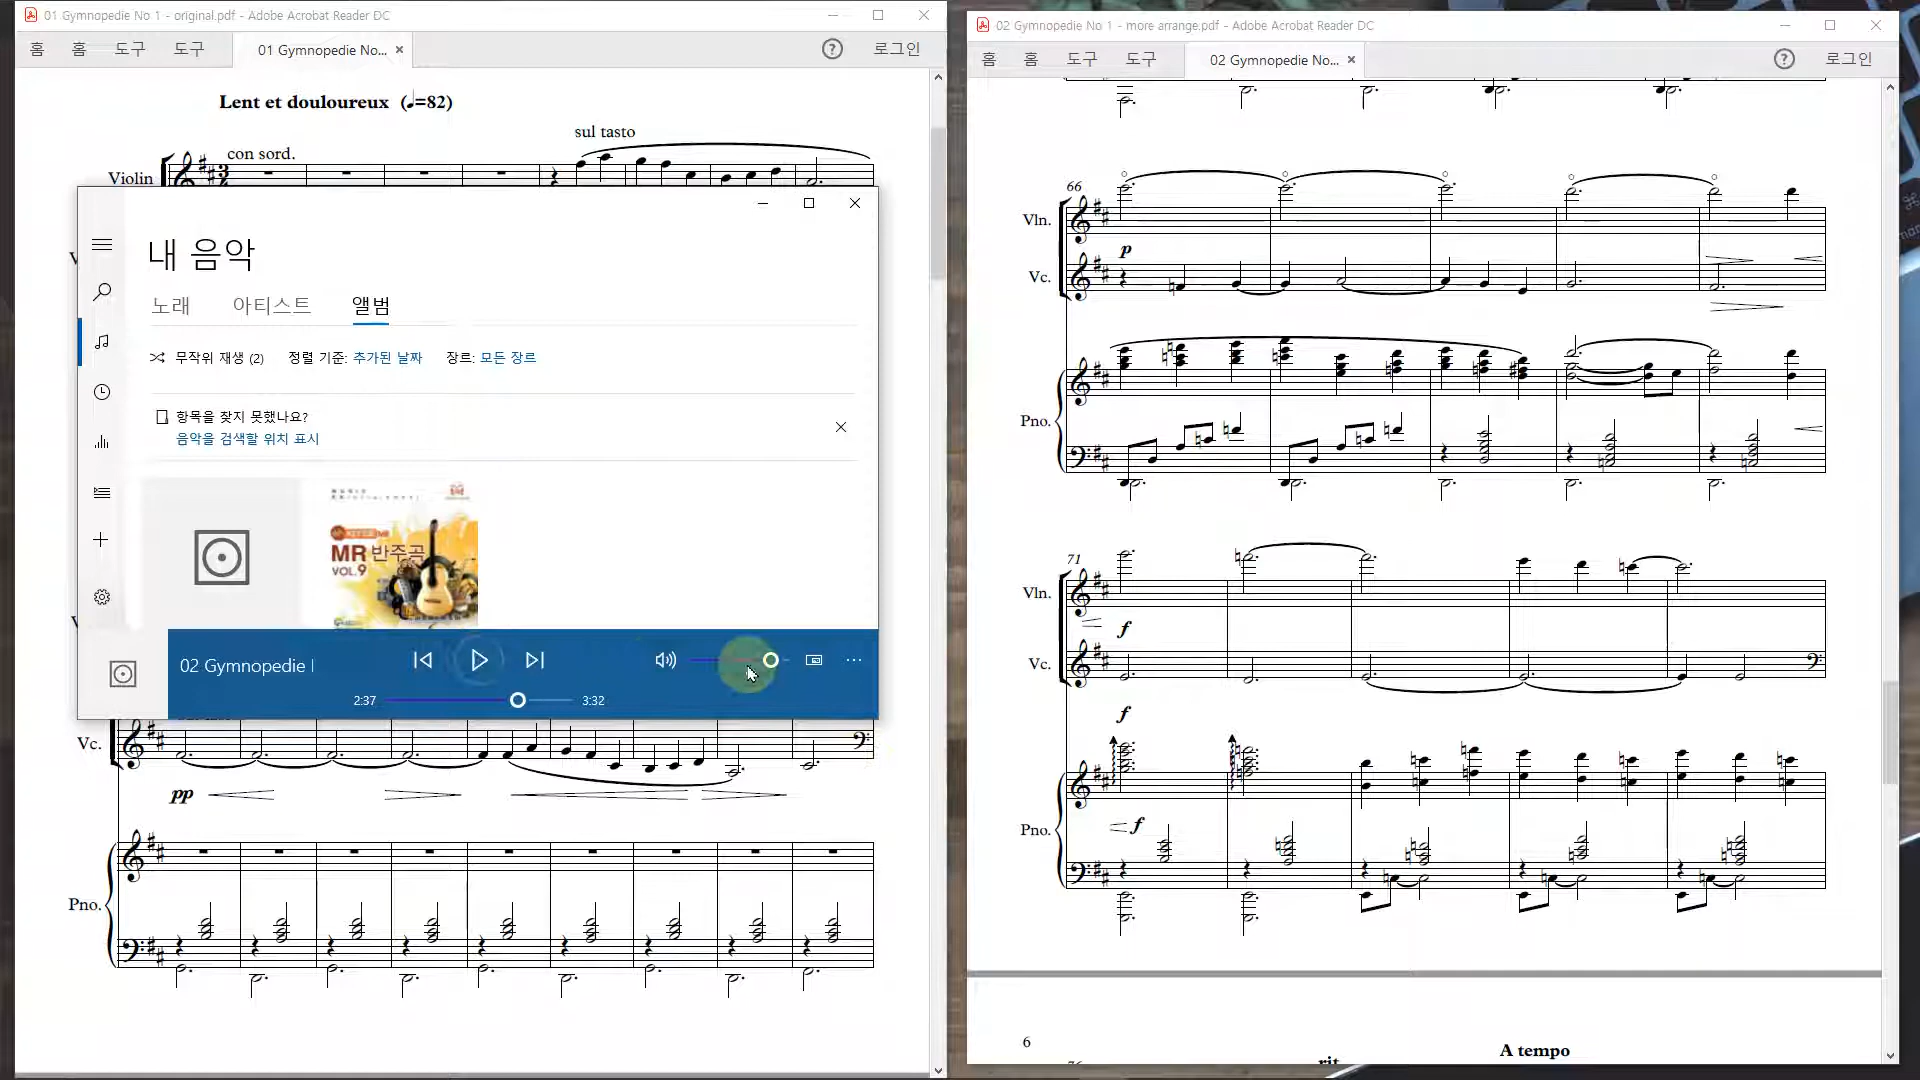 01 Gymnopedie No 1 - original.pdf - Adobe Acrobat Reader DC
홈 홈 도구 도구 01 Gymnopedie No... 로그인
Lent et douloureux (♩=82)
sul tasto
con sord.
Violin
내 음악
노래 아티스트 앨범
무작위 재생 (2) 정렬 기준: 추가된 날짜 장르: 모든 장르
항목을 찾지 못했나요?
음악을 검색할 위치 표시
MR 반주곡
VOL.9
02 Gymnopedie
2:37 3:32
Vc.
pp
Pno.
02 Gymnopedie No 1 - more arrange.pdf - Adobe Acrobat Reader DC
홈 홈 도구 도구 02 Gymnopedie No... 로그인
66
Vln.
p
Vc.
Pno.
71
Vln.
f
Vc.
f
Pno.
f
6
A tempo
rit.